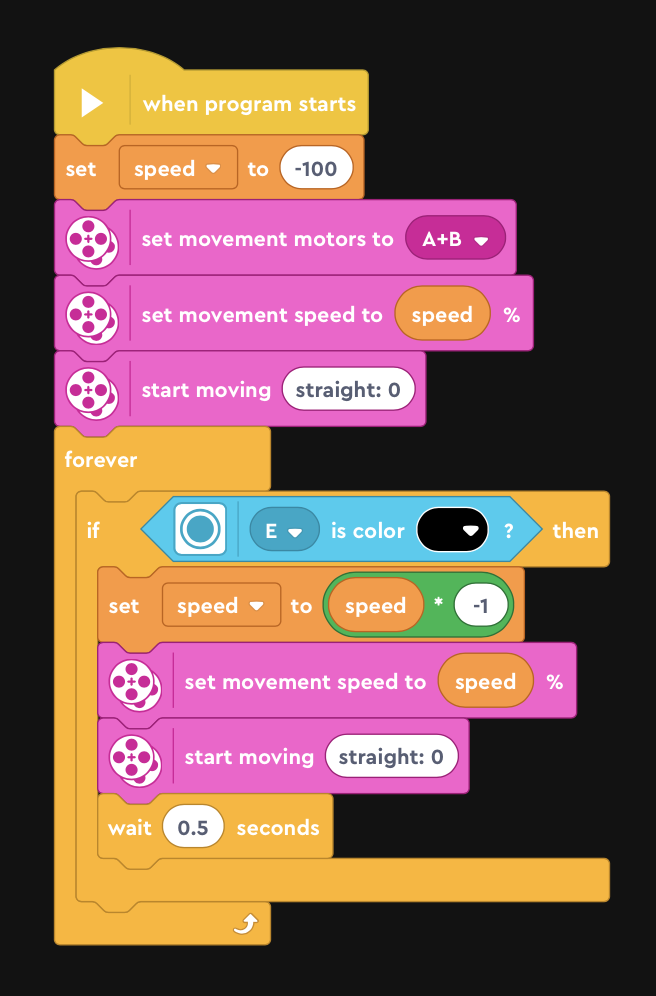 when program starts
set speed to -100
set movement motors to A+B
set movement speed to speed %
start moving straight: 0
forever
if E is color ? then
set speed to speed * -1
set movement speed to speed %
start moving straight: 0
wait 0.5 seconds